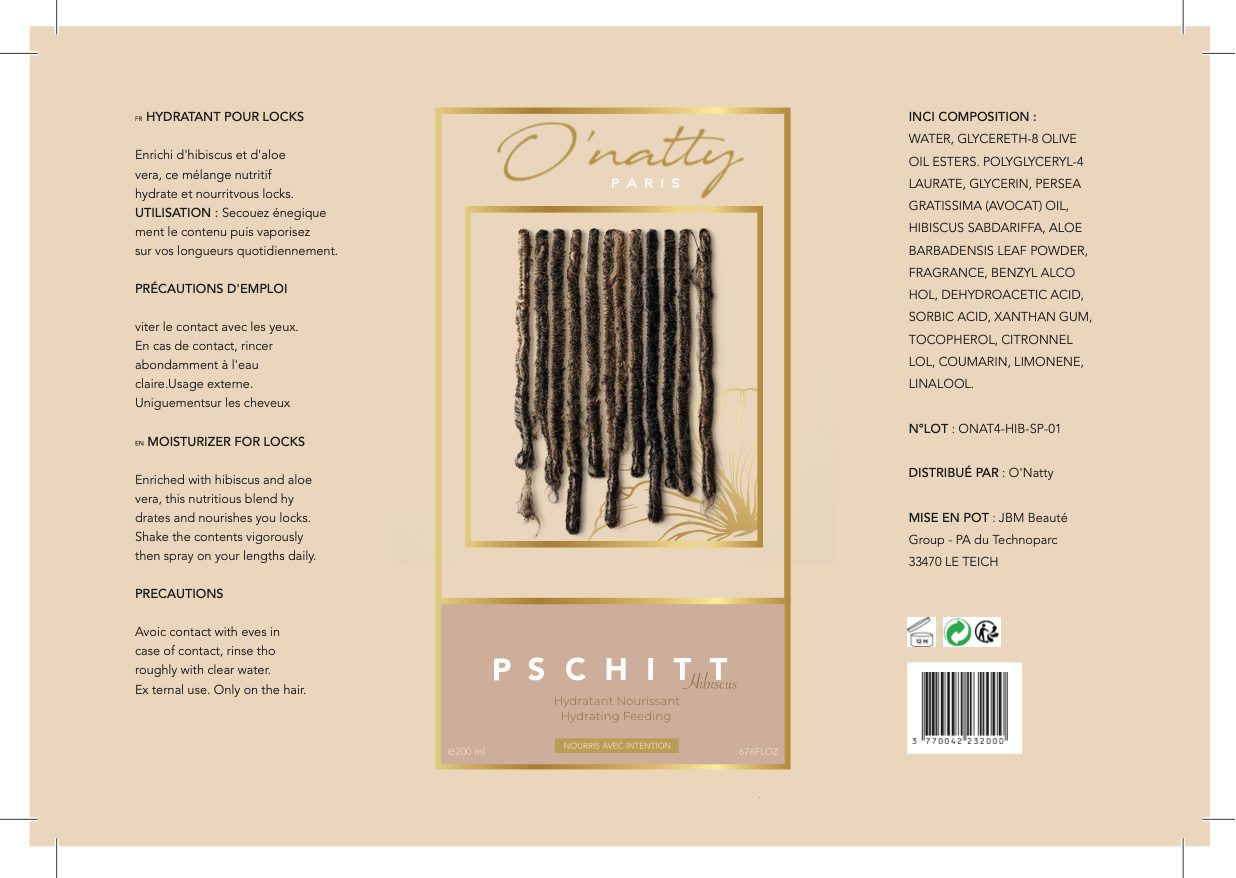 FR HYDRATANT POUR LOCKS
Enrichi d'hibiscus et d'aloe
vera, ce mélange nutritif
hydrate et nourritvous locks.
UTILISATION : Secouez énegique
ment le contenu puis vaporisez
sur vos longueurs quotidiennement.
PRÉCAUTIONS D'EMPLOI
viter le contact avec les yeux.
En cas de contact, rincer
abondamment à l'eau
claire.Usage externe.
Uniguementsur les cheveux
EN MOISTURIZER FOR LOCKS
Enriched with hibiscus and aloe
vera, this nutritious blend hy
drates and nourishes you locks.
Shake the contents vigorously
then spray on your lengths daily.
PRECAUTIONS
Avoic contact with eves in
case of contact, rinse tho
roughly with clear water.
Ex ternal use. Only on the hair.
O'natty
PARIS
PSCHITT
Hibiscus
Hydratant Nourissant
Hydrating Feeding
NOURRIS AVEC INTENTION
℮200 ml
676FLOZ
INCI COMPOSITION :
WATER, GLYCERETH-8 OLIVE
OIL ESTERS. POLYGLYCERYL-4
LAURATE, GLYCERIN, PERSEA
GRATISSIMA (AVOCAT) OIL,
HIBISCUS SABDARIFFA, ALOE
BARBADENSIS LEAF POWDER,
FRAGRANCE, BENZYL ALCO
HOL, DEHYDROACETIC ACID,
SORBIC ACID, XANTHAN GUM,
TOCOPHEROL, CITRONNEL
LOL, COUMARIN, LIMONENE,
LINALOOL.
N°LOT : ONAT4-HIB-SP-01
DISTRIBUÉ PAR : O'Natty
MISE EN POT : JBM Beauté
Group - PA du Technoparc
33470 LE TEICH
12 M
3 770042 232000